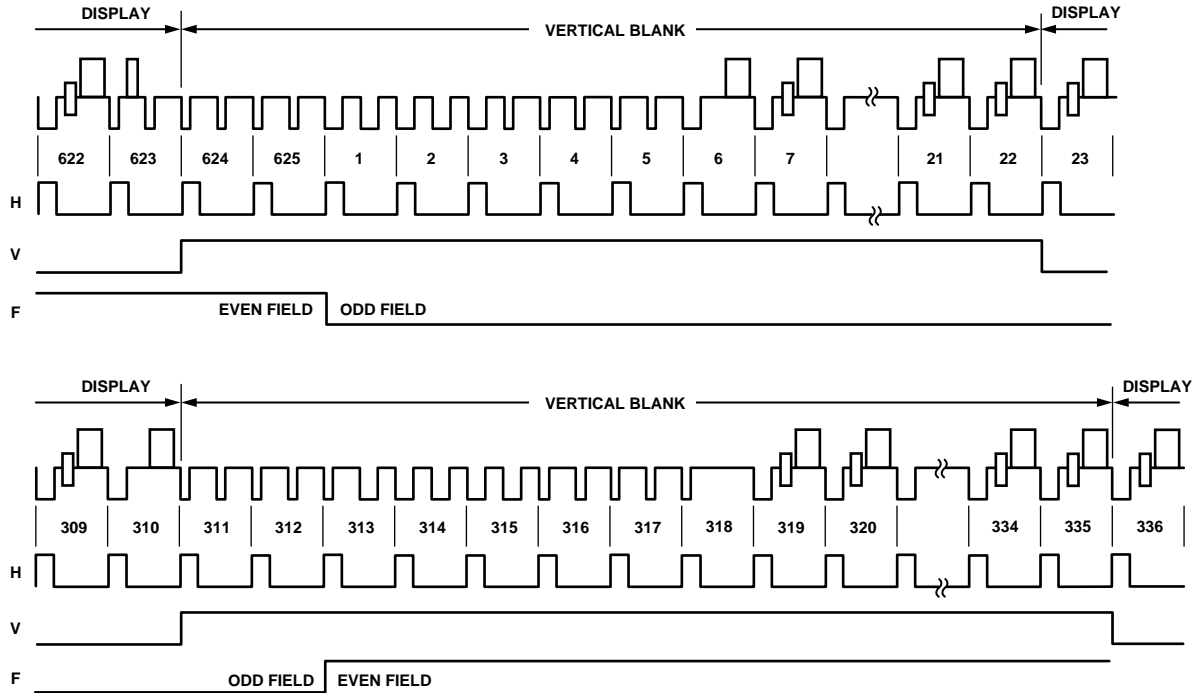 DISPLAY VERTICAL BLANK DISPLAY
622 623 624 625 1 2 3 4 5 6 7 21 22 23
H
V
F EVEN FIELD ODD FIELD
DISPLAY VERTICAL BLANK DISPLAY
309 310 311 312 313 314 315 316 317 318 319 320 334 335 336
H
V
F ODD FIELD EVEN FIELD